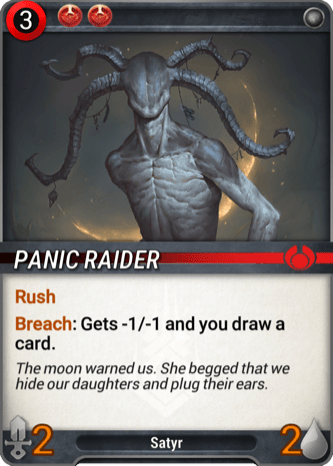 3
PANIC RAIDER
Rush
Breach: Gets -1/-1 and you draw a
card.
The moon warned us. She begged that we
hide our daughters and plug their ears.
2 Satyr 2